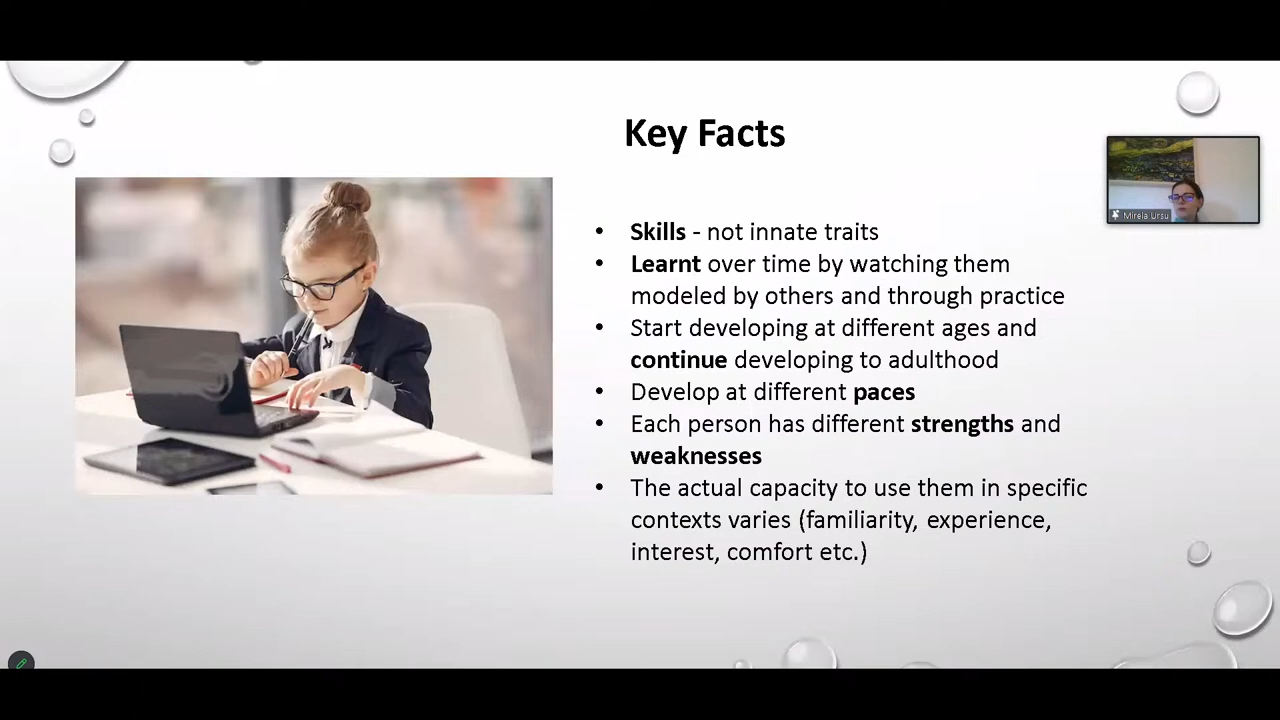 Key Facts
Mirela Ursu
• Skills - not innate traits
• Learnt over time by watching them
modeled by others and through practice
• Start developing at different ages and
continue developing to adulthood
• Develop at different paces
• Each person has different strengths and
weaknesses
• The actual capacity to use them in specific
contexts varies (familiarity, experience,
interest, comfort etc.)